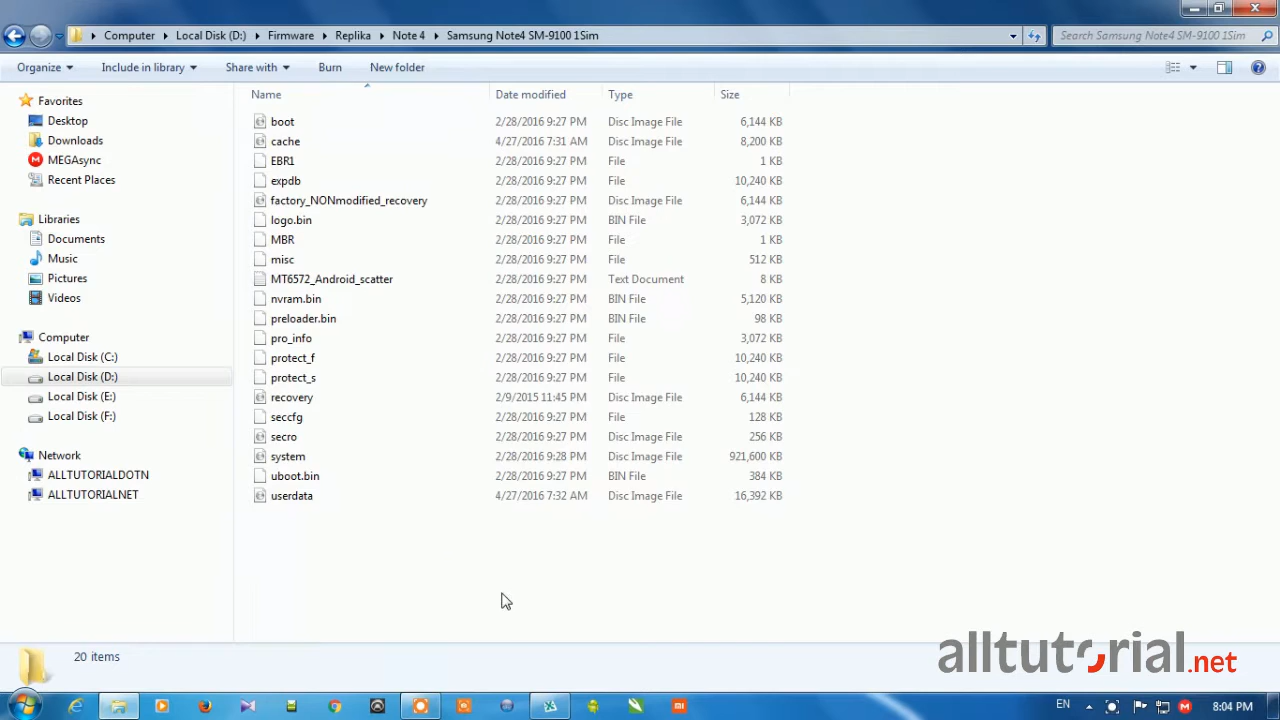 Computer ▸ Local Disk (D:) ▸ Firmware ▸ Replika ▸ Note 4 ▸ Samsung Note4 SM-9100 1Sim
Search Samsung Note4 SM-9100 1Sim
Organize Include in library Share with Burn New folder
Name Date modified Type Size
Favorites
Desktop
Downloads
MEGAsync
Recent Places
Libraries
Documents
Music
Pictures
Videos
Computer
Local Disk (C:)
Local Disk (D:)
Local Disk (E:)
Local Disk (F:)
Network
ALLTUTORIALDOTN
ALLTUTORIALNET
boot 2/28/2016 9:27 PM Disc Image File 6,144 KB
cache 4/27/2016 7:31 AM Disc Image File 8,200 KB
EBR1 2/28/2016 9:27 PM File 1 KB
expdb 2/28/2016 9:27 PM File 10,240 KB
factory_NONmodified_recovery 2/28/2016 9:27 PM Disc Image File 6,144 KB
logo.bin 2/28/2016 9:27 PM BIN File 3,072 KB
MBR 2/28/2016 9:27 PM File 1 KB
misc 2/28/2016 9:27 PM File 512 KB
MT6572_Android_scatter 2/28/2016 9:27 PM Text Document 8 KB
nvram.bin 2/28/2016 9:27 PM BIN File 5,120 KB
preloader.bin 2/28/2016 9:27 PM BIN File 98 KB
pro_info 2/28/2016 9:27 PM File 3,072 KB
protect_f 2/28/2016 9:27 PM File 10,240 KB
protect_s 2/28/2016 9:27 PM File 10,240 KB
recovery 2/9/2015 11:45 PM Disc Image File 6,144 KB
seccfg 2/28/2016 9:27 PM File 128 KB
secro 2/28/2016 9:27 PM Disc Image File 256 KB
system 2/28/2016 9:28 PM Disc Image File 921,600 KB
uboot.bin 2/28/2016 9:27 PM BIN File 384 KB
userdata 4/27/2016 7:32 AM Disc Image File 16,392 KB
20 items
alltutorial.net
EN 8:04 PM